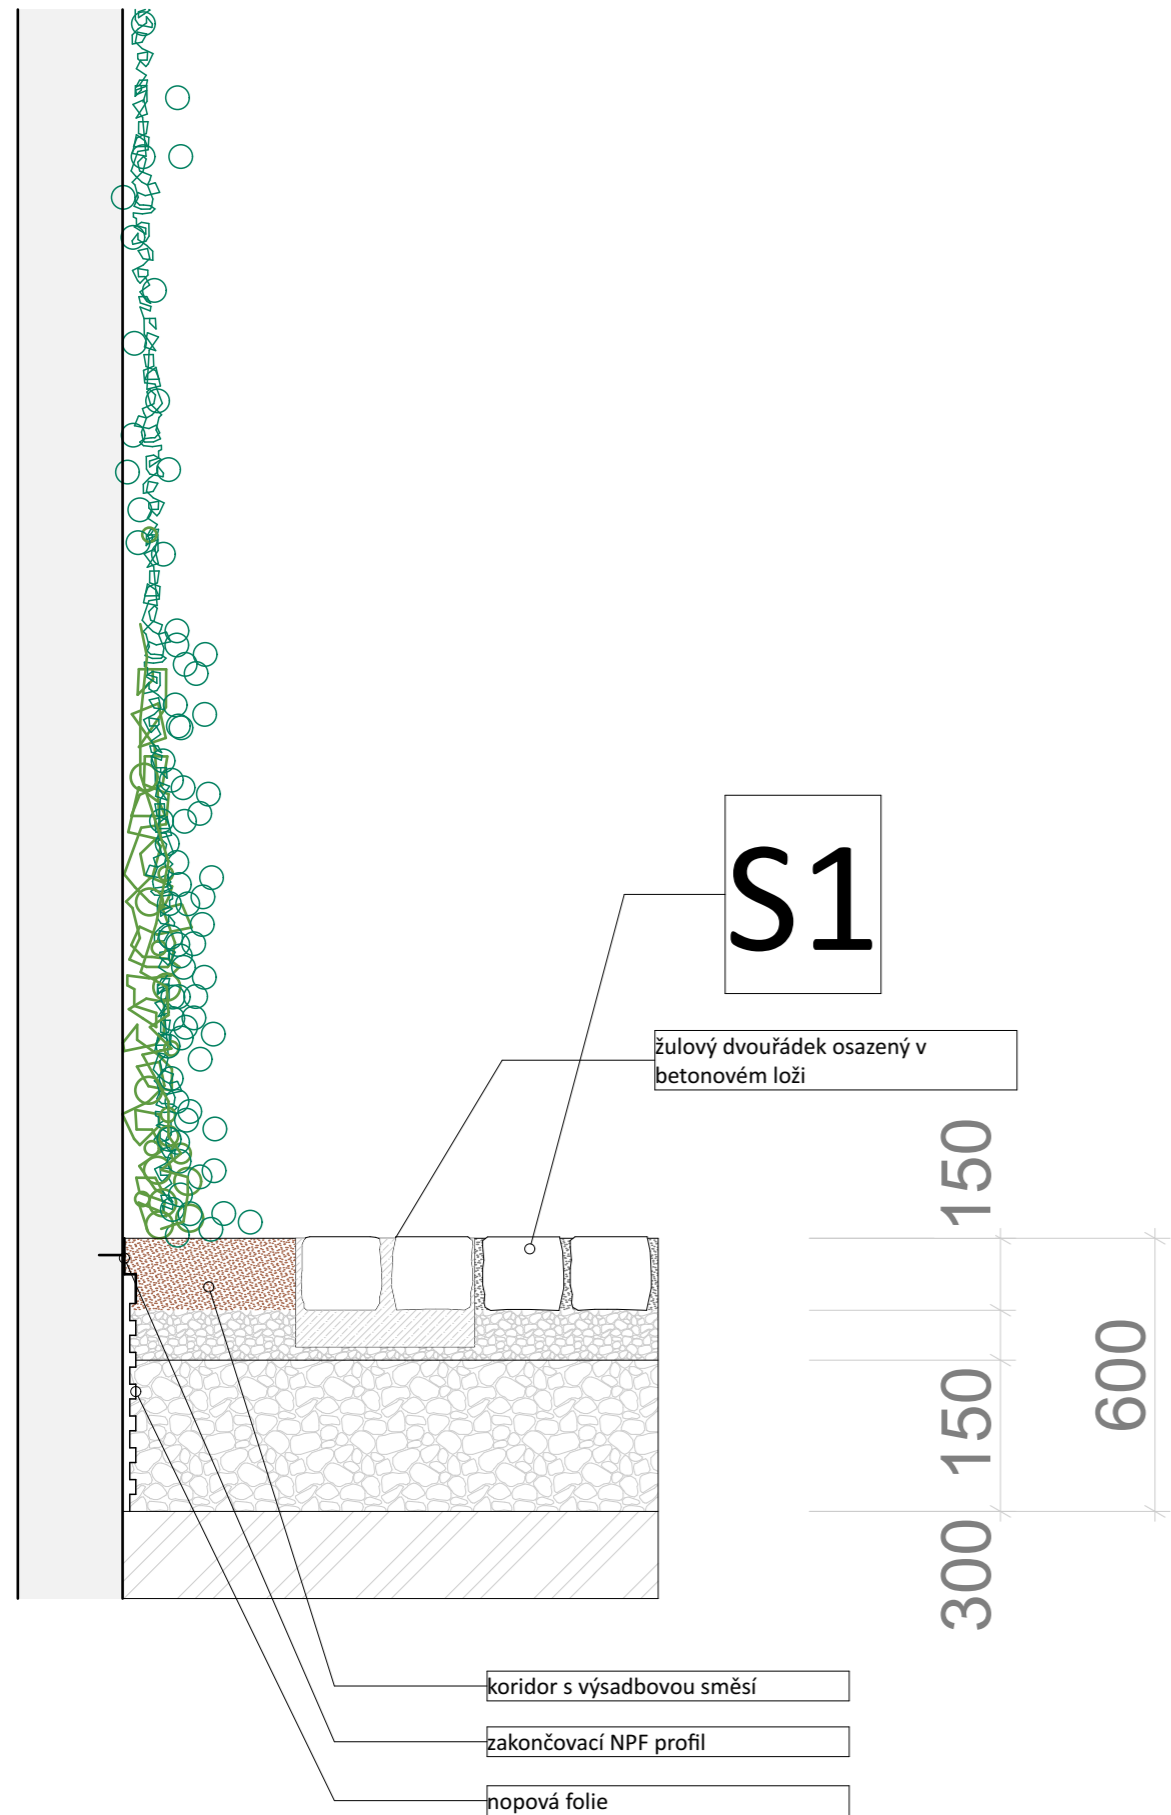 S1
žulový dvouřádek osazený v
betonovém loži
150
150
300
600
koridor s výsadbovou směsí
zakončovací NPF profil
nopová folie